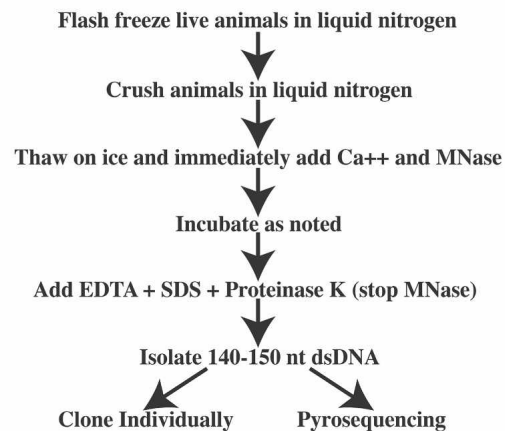 Flash freeze live animals in liquid nitrogen
Crush animals in liquid nitrogen
Thaw on ice and immediately add Ca++ and MNase
Incubate as noted
Add EDTA + SDS + Proteinase K (stop MNase)
Isolate 140-150 nt dsDNA
Clone Individually
Pyrosequencing